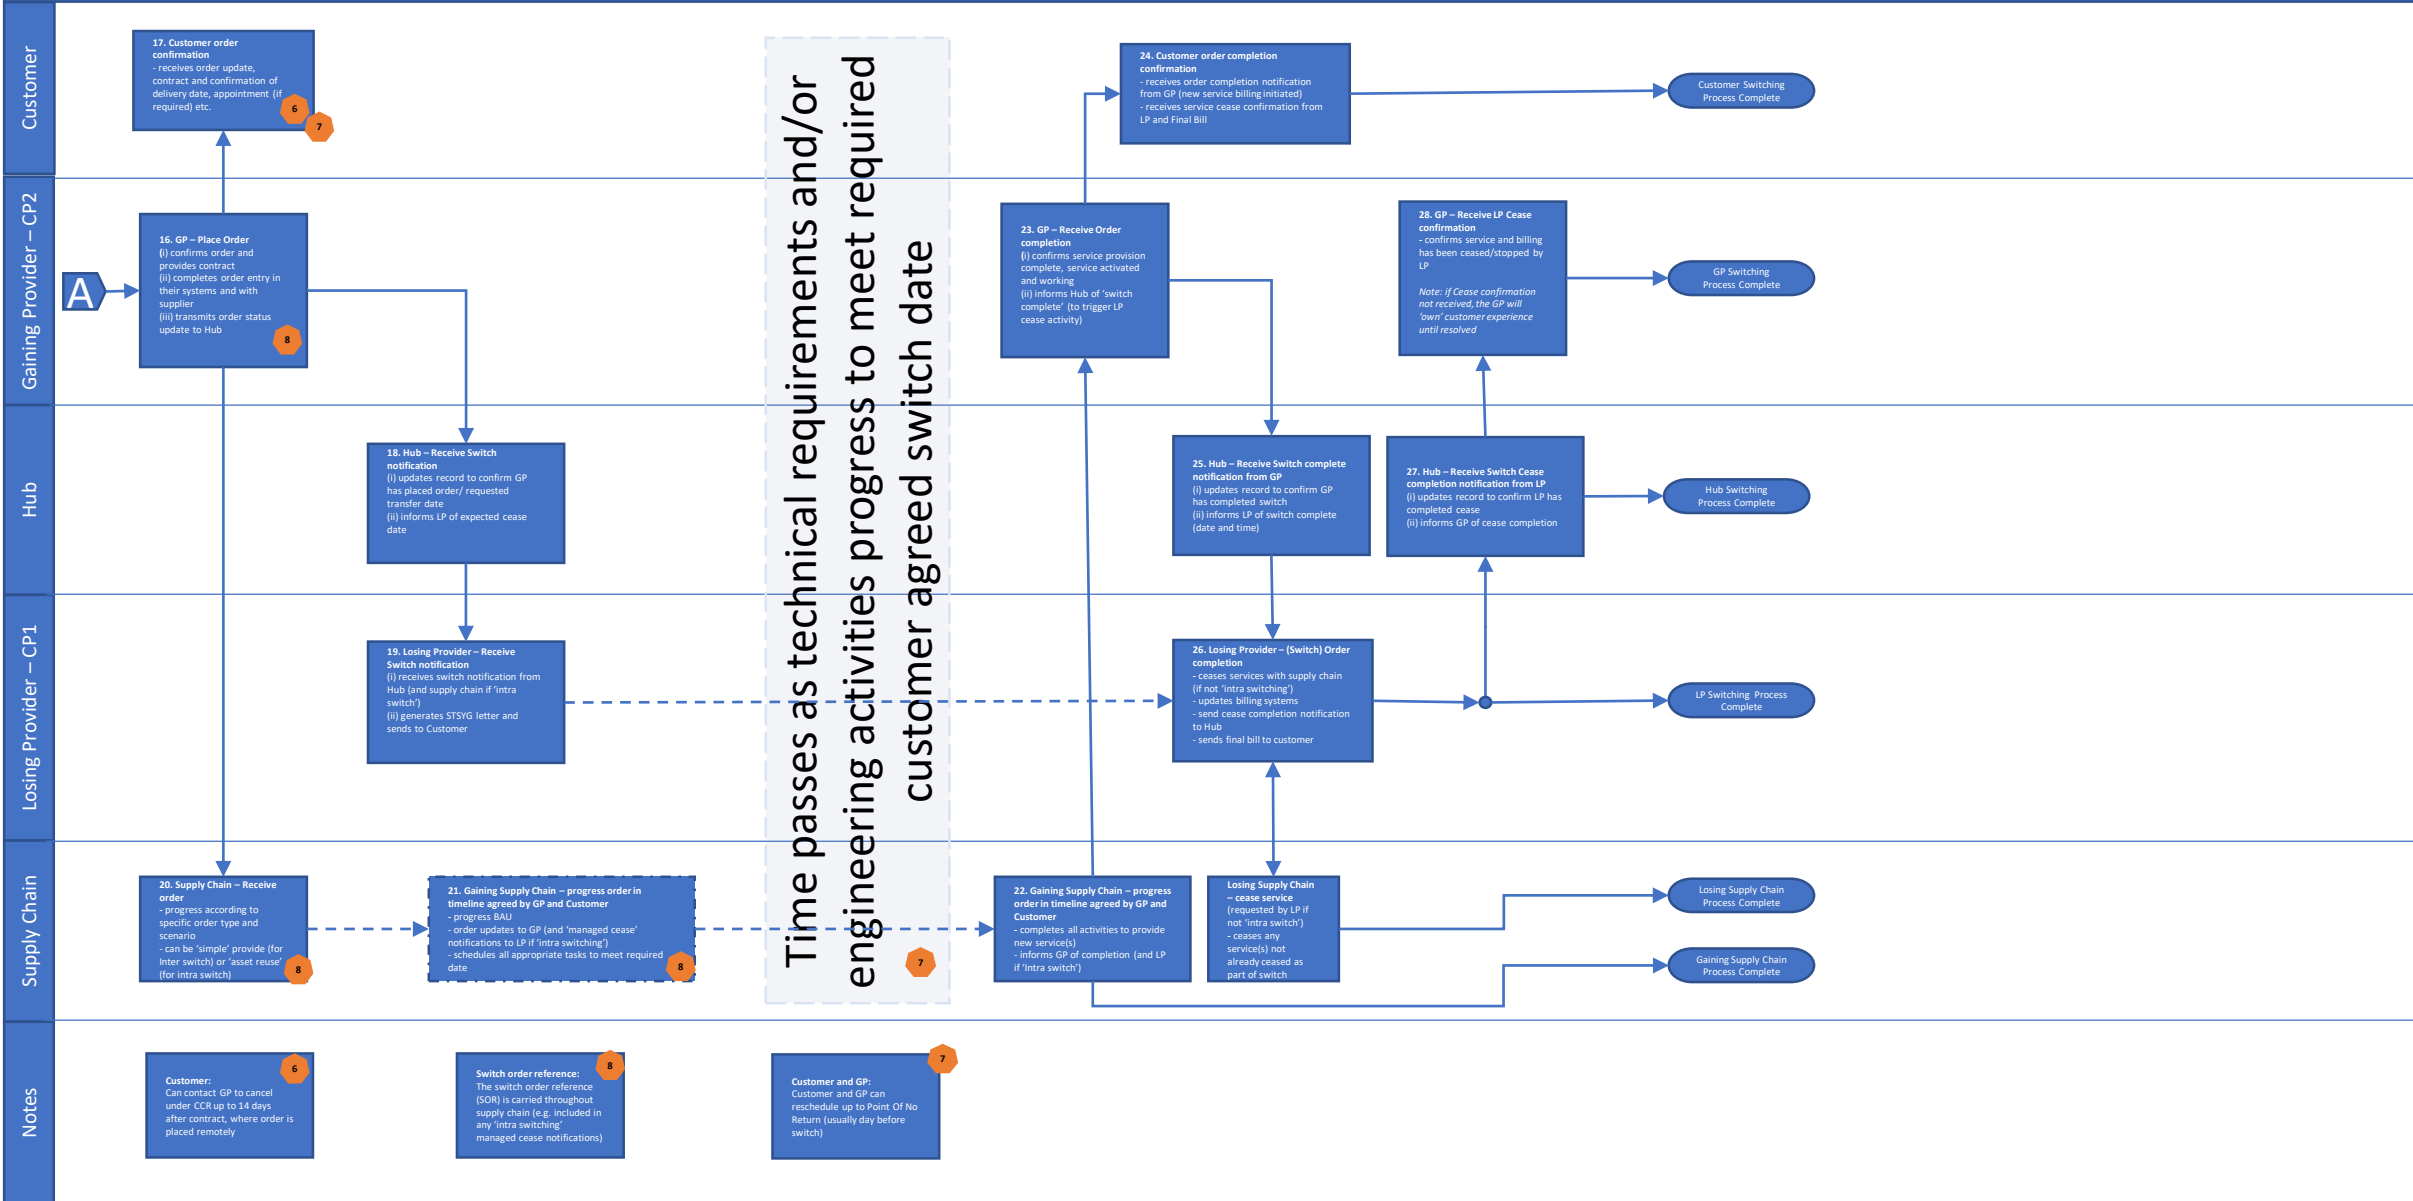 Customer
17. Customer order
confirmation
- receives order update,
contract and confirmation of
delivery date, appointment (if
required) etc.
6
7
24. Customer order completion
confirmation
- receives order completion notification
from GP (new service billing initiated)
- receives service cease confirmation from
LP and Final Bill
Customer Switching
Process Complete
Gaining Provider – CP2
A
16. GP – Place Order
(i) confirms order and
provides contract
(ii) completes order entry in
their systems and with
supplier
(iii) transmits order status
update to Hub
8
Time passes as technical requirements and/or
engineering activities progress to meet required
customer agreed switch date
7
23. GP – Receive Order
completion
(i) confirms service provision
complete, service activated
and working
(ii) informs Hub of ‘switch
complete’ (to trigger LP
cease activity)
28. GP – Receive LP Cease
confirmation
- confirms service and billing
has been ceased/stopped by
LP
Note: if Cease confirmation
not received, the GP will
‘own’ customer experience
until resolved
GP Switching
Process Complete
Hub
18. Hub – Receive Switch
notification
(i) updates record to confirm GP
has placed order/ requested
transfer date
(ii) informs LP of expected cease
date
25. Hub – Receive Switch complete
notification from GP
(i) updates record to confirm GP
has completed switch
(ii) informs LP of switch complete
(date and time)
27. Hub – Receive Switch Cease
completion notification from LP
(i) updates record to confirm LP has
completed cease
(ii) informs GP of cease completion
Hub Switching
Process Complete
Losing Provider – CP1
19. Losing Provider – Receive
Switch notification
(i) receives switch notification from
Hub (and supply chain if ‘intra
switch’)
(ii) generates STSYG letter and
sends to Customer
26. Losing Provider – (Switch) Order
completion
- ceases services with supply chain
(if not ‘intra switching’)
- updates billing systems
- send cease completion notification
to Hub
- sends final bill to customer
LP Switching Process
Complete
Supply Chain
20. Supply Chain – Receive
order
- progress according to
specific order type and
scenario
- can be ‘simple’ provide (for
Inter switch) or ‘asset reuse’
(for intra switch)
8
21. Gaining Supply Chain – progress order in
timeline agreed by GP and Customer
- progress BAU
- order updates to GP (and ‘managed cease’
notifications to LP if ‘intra switching’)
- schedules all appropriate tasks to meet required
date
8
22. Gaining Supply Chain – progress
order in timeline agreed by GP and
Customer
- completes all activities to provide
new service(s)
- informs GP of completion (and LP
if ‘Intra switch’)
Losing Supply Chain
– cease service
(requested by LP if
not ‘intra switch’)
- ceases any
service(s) not
already ceased as
part of switch
Losing Supply Chain
Process Complete
Gaining Supply Chain
Process Complete
Notes
6
Customer:
Can contact GP to cancel
under CCR up to 14 days
after contract, where order is
placed remotely
8
Switch order reference:
The switch order reference
(SOR) is carried throughout
supply chain (e.g. included in
any ‘intra switching’
managed cease notifications)
7
Customer and GP:
Customer and GP can
reschedule up to Point Of No
Return (usually day before
switch)